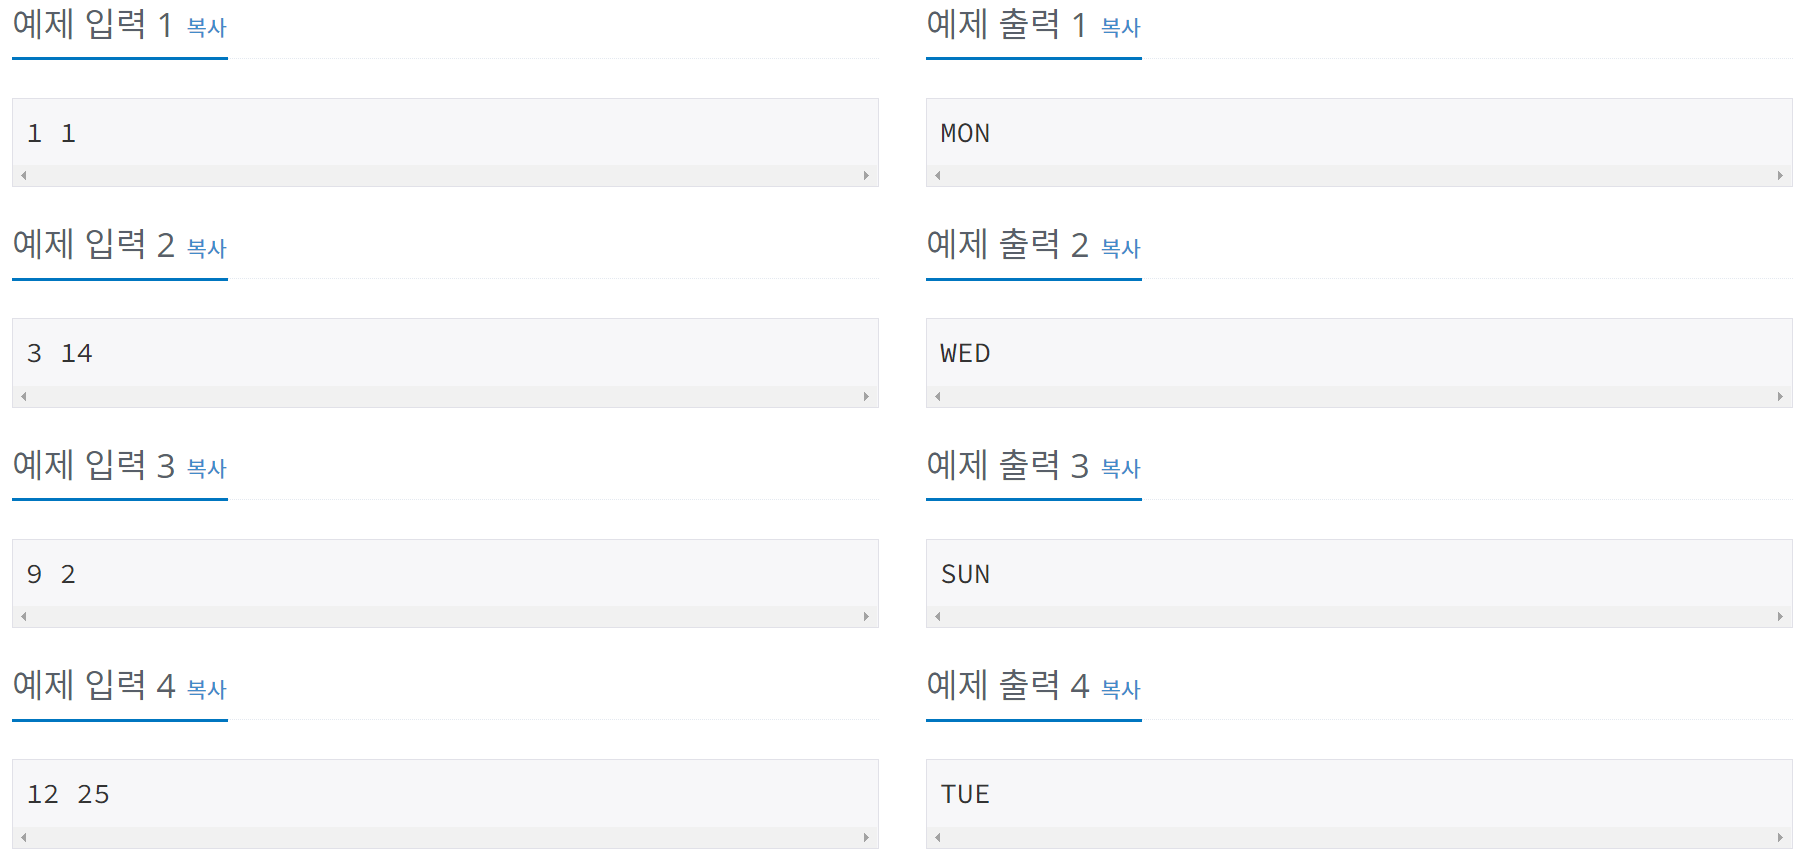 예제 입력 1 복사
예제 출력 1 복사
1 1
MON
예제 입력 2 복사
예제 출력 2 복사
3 14
WED
예제 입력 3 복사
예제 출력 3 복사
9 2
SUN
예제 입력 4 복사
예제 출력 4 복사
12 25
TUE